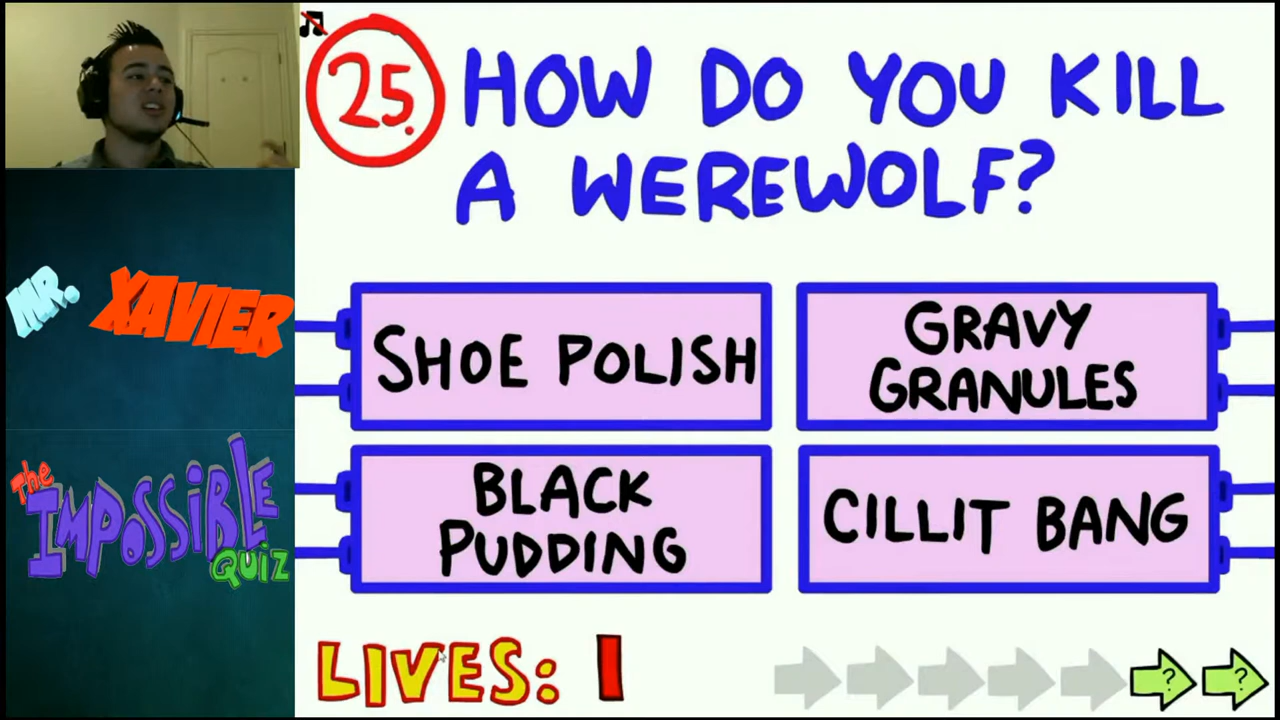 25. HOW DO YOU KILL
A WEREWOLF?
SHOE POLISH
GRAVY
GRANULES
BLACK
PUDDING
CILLIT BANG
MR. XAVIER
The
IMPOSSIBLE
QUIZ
LIVES: 1
? ?